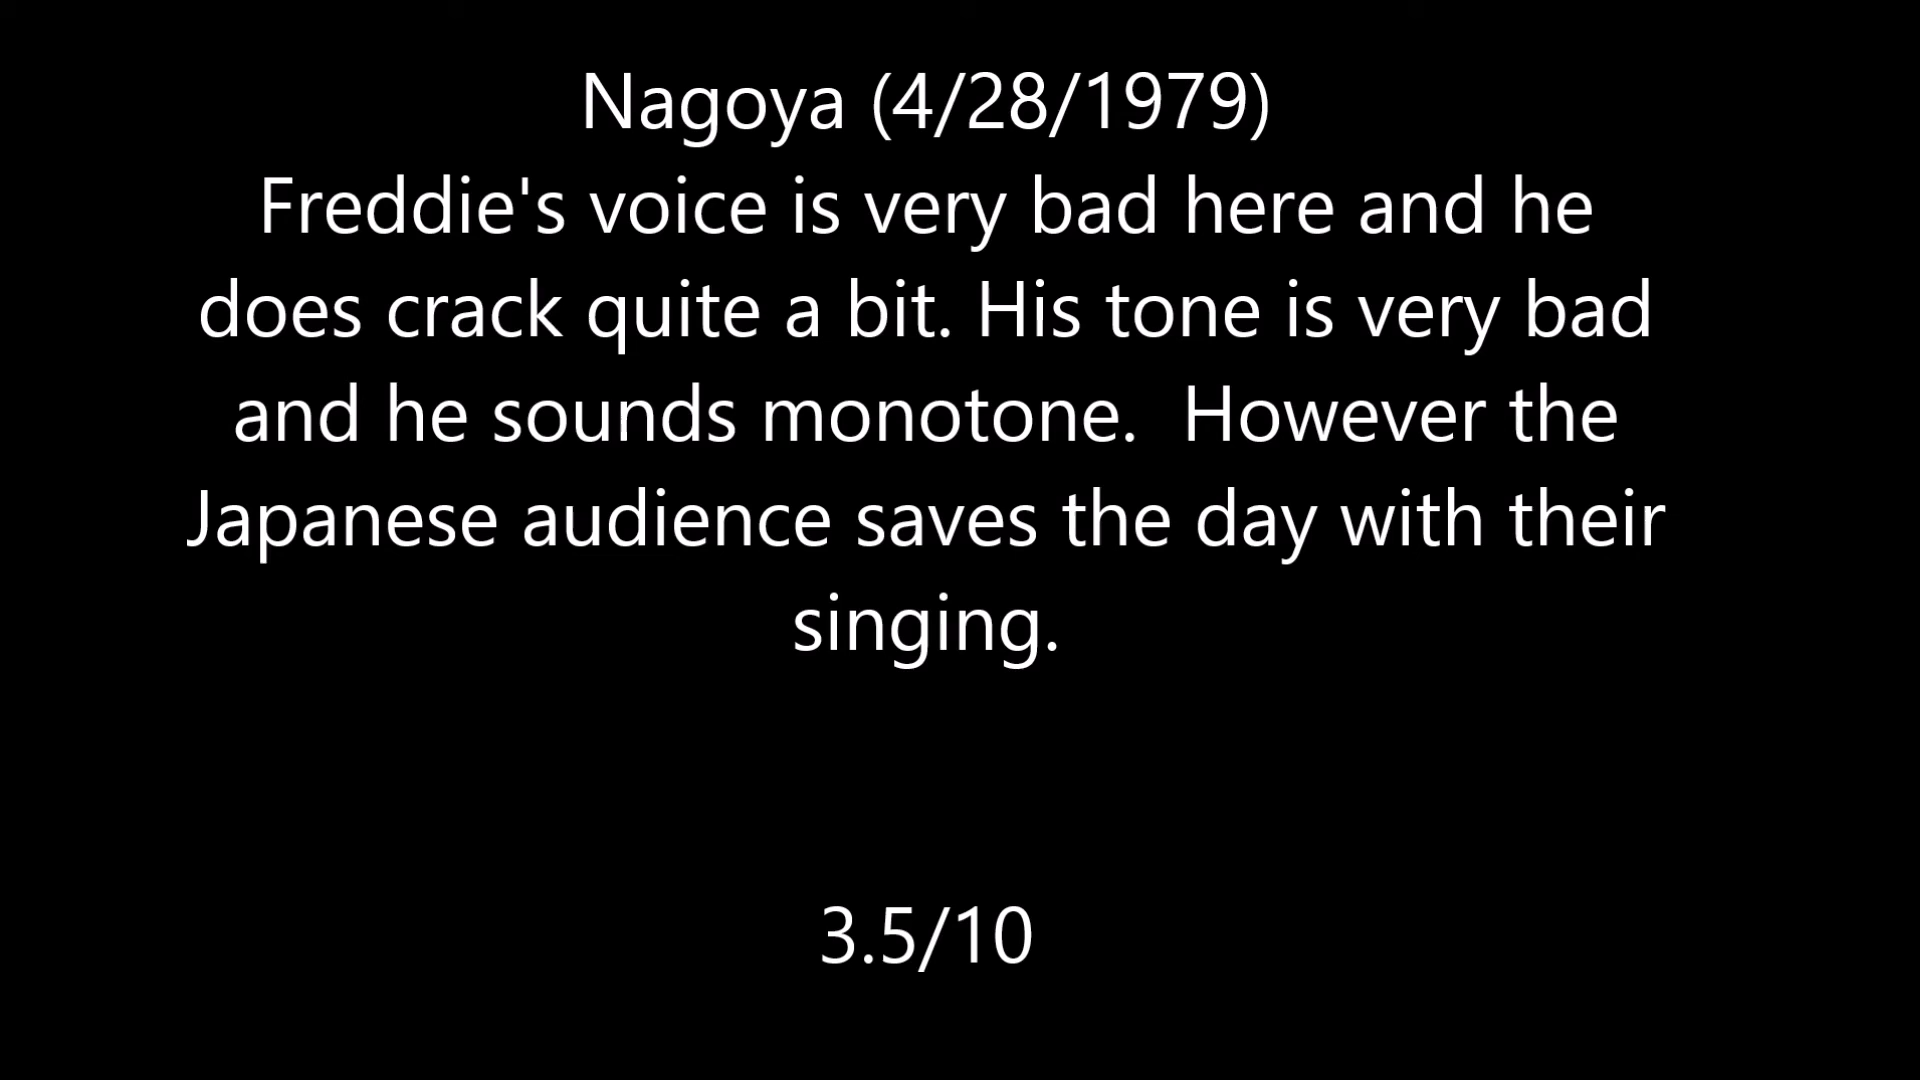 Nagoya (4/28/1979)
Freddie's voice is very bad here and he
does crack quite a bit. His tone is very bad
and he sounds monotone.  However the
Japanese audience saves the day with their
singing.
3.5/10